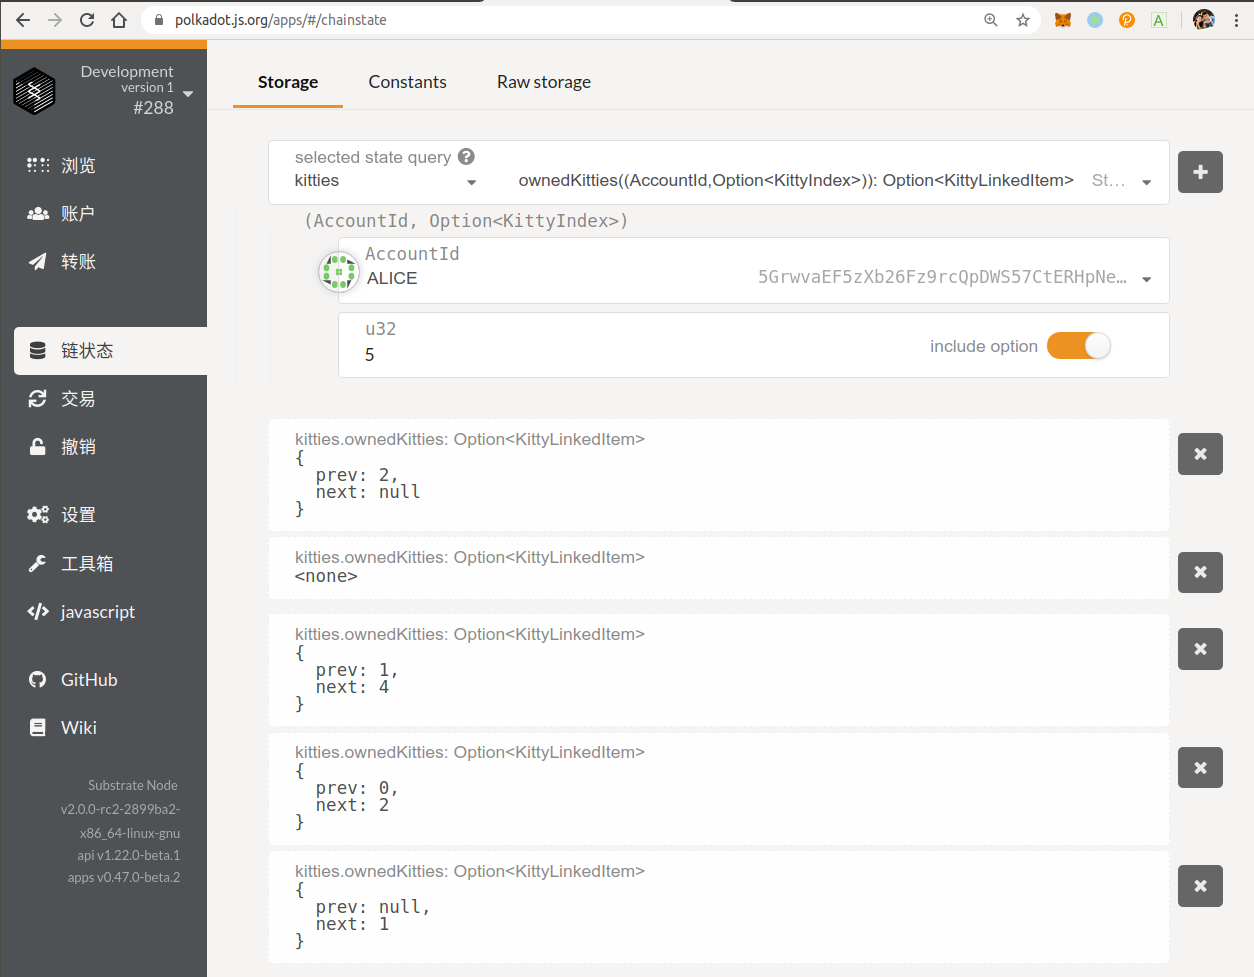 polkadot.js.org/apps/#/chainstate
Development
version 1
#288
浏览
账户
转账
链状态
交易
撤销
设置
工具箱
javascript
GitHub
Wiki
Substrate Node
v2.0.0-rc2-2899ba2-
x86_64-linux-gnu
api v1.22.0-beta.1
apps v0.47.0-beta.2
Storage
Constants
Raw storage
selected state query
kitties
ownedKitties((AccountId,Option<KittyIndex>)): Option<KittyLinkedItem> St…
(AccountId, Option<KittyIndex>)
AccountId
ALICE
5GrwvaEF5zXb26Fz9rcQpDWS57CtERHpNe…
u32
5
include option
kitties.ownedKitties: Option<KittyLinkedItem>
{
prev: 2,
next: null
}
kitties.ownedKitties: Option<KittyLinkedItem>
<none>
kitties.ownedKitties: Option<KittyLinkedItem>
{
prev: 1,
next: 4
}
kitties.ownedKitties: Option<KittyLinkedItem>
{
prev: 0,
next: 2
}
kitties.ownedKitties: Option<KittyLinkedItem>
{
prev: null,
next: 1
}